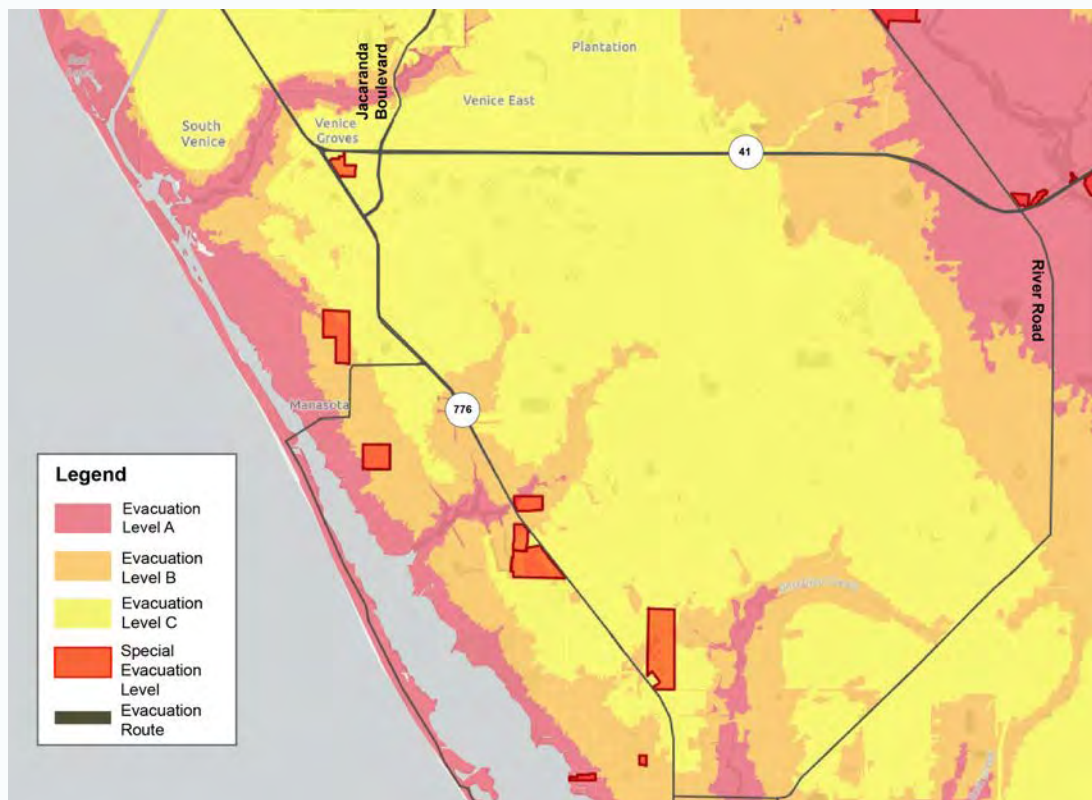 Plantation
Jacaranda
Boulevard
Venice East
South
Venice
Venice
Groves
41
River Road
Manasota
776
Legend
Evacuation
Level A
Evacuation
Level B
Evacuation
Level C
Special
Evacuation
Level
Evacuation
Route